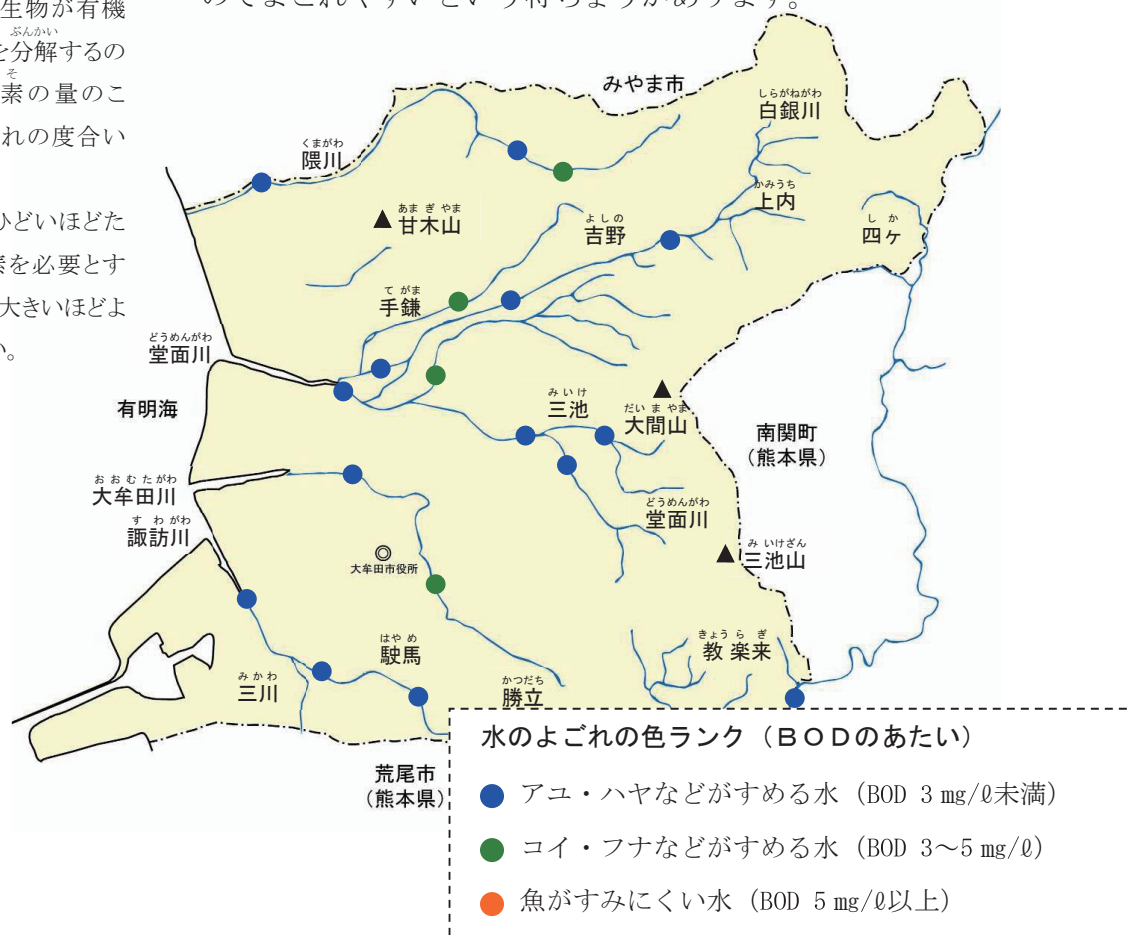 生物が有機
を分解するの
ぶんかい
素の量のこ
そ
れの度合い
ひどいほどた
素を必要とす
大きいほどよ
い。
のでよごれやすいという特ちょうがあります。
みやま市
しらがねがわ
白銀川
くまがわ
隈川
かみうち
上内
あまぎやま
甘木山
よしの
吉野
しか
四ケ
てがま
手鎌
どうめんがわ
堂面川
有明海
みいけ
三池
だいまやま
大間山
南関町
(熊本県)
おおむたがわ
大牟田川
すわがわ
諏訪川
どうめんがわ
堂面川
みいけざん
三池山
大牟田市役所
はやめ
駛馬
きょうらぎ
教楽来
みかわ
三川
かつだち
勝立
荒尾市
(熊本県)
水のよごれの色ランク(BODのあたい)
アユ・ハヤなどがすめる水 (BOD 3㎎/ℓ未満)
コイ・フナなどがすめる水 (BOD 3～5㎎/ℓ)
魚がすみにくい水 (BOD 5㎎/ℓ以上)